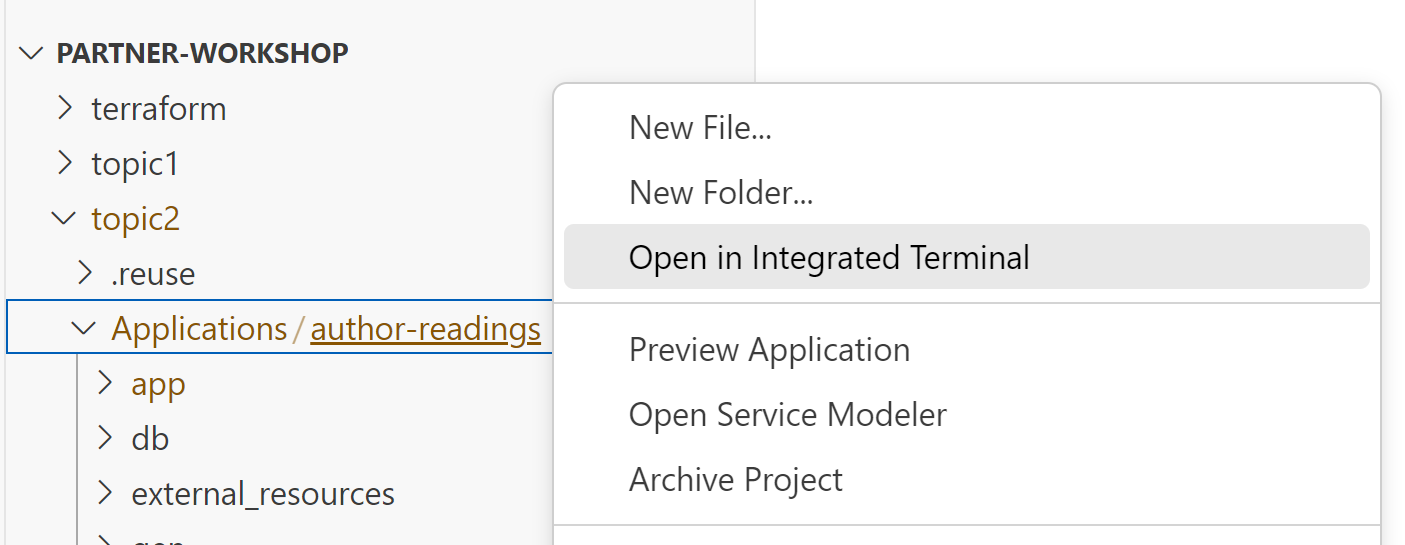 PARTNER-WORKSHOP
terraform
topic1
topic2
.reuse
Applications / author-readings
app
db
external_resources
New File...
New Folder...
Open in Integrated Terminal
Preview Application
Open Service Modeler
Archive Project